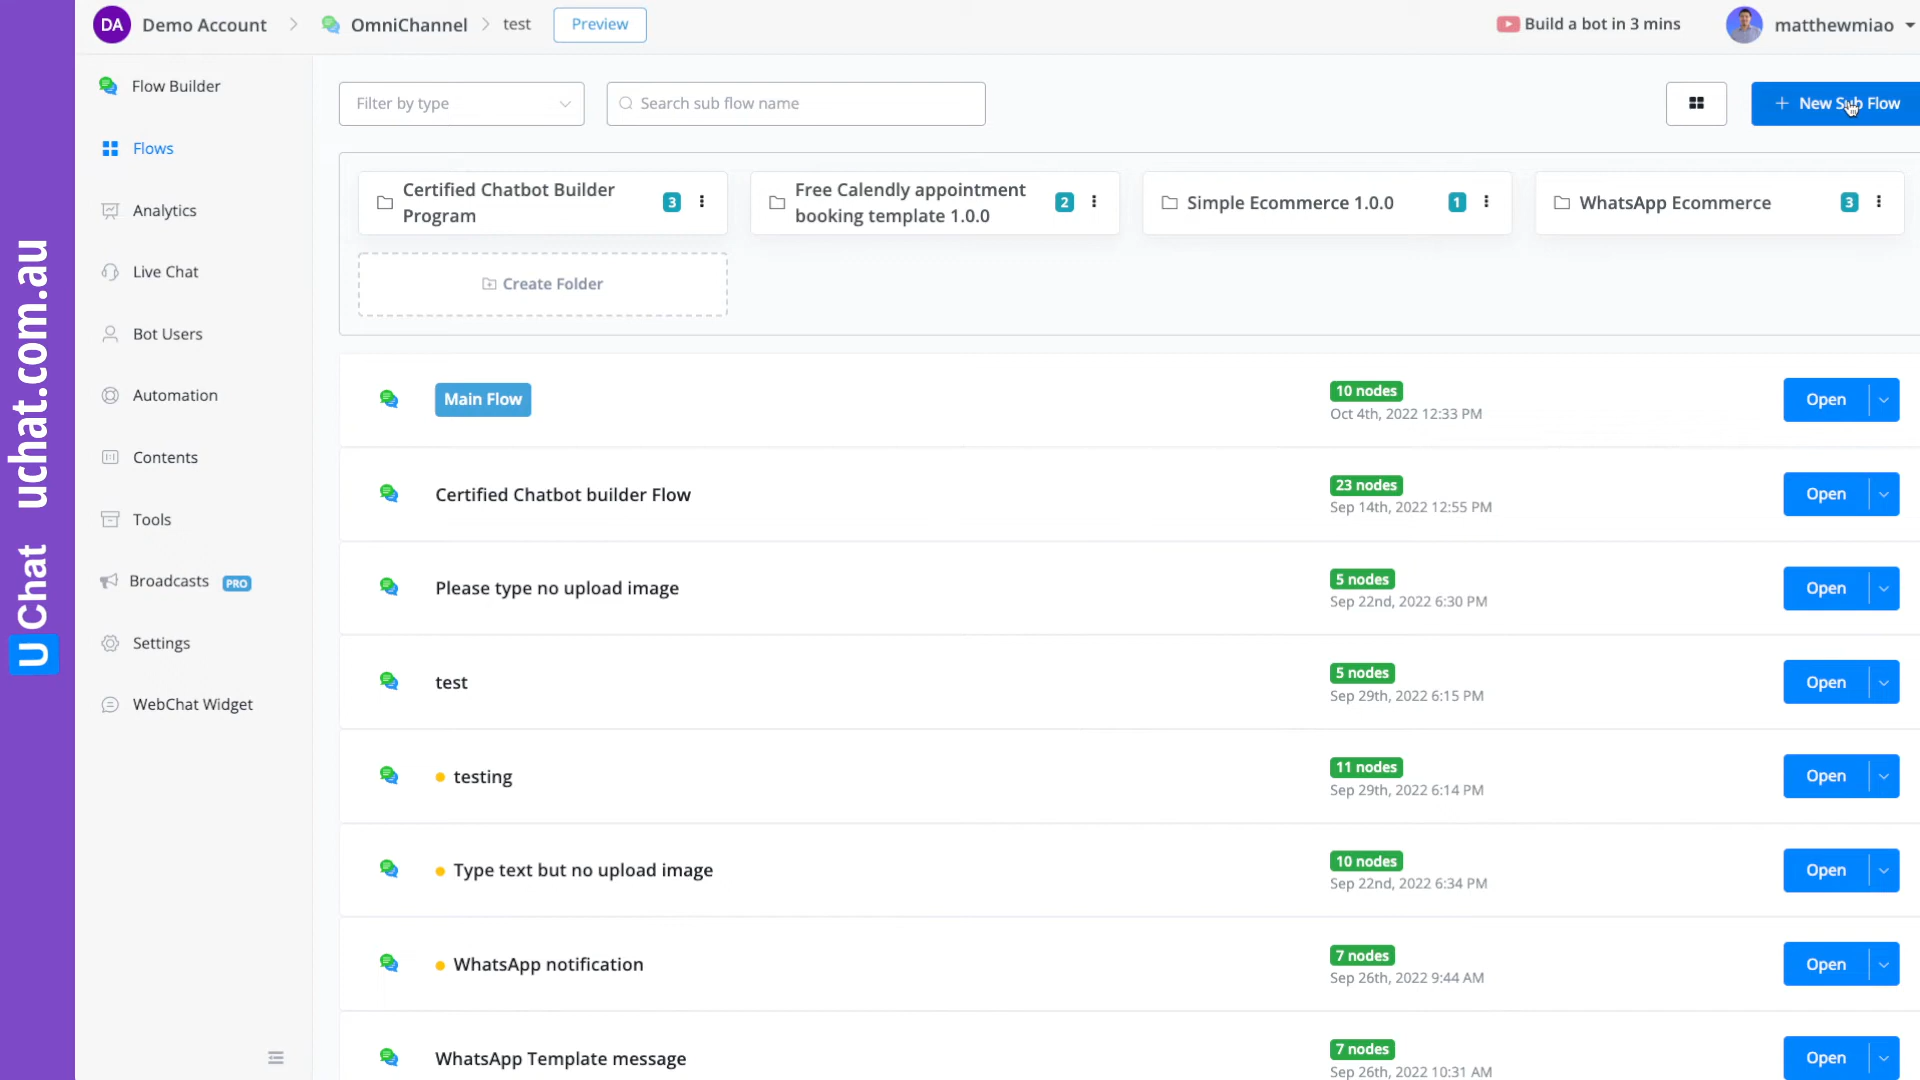 UChat uchat.com.au
DA Demo Account OmniChannel test Preview
Build a bot in 3 mins matthewmiao
Flow Builder
Flows
Analytics
Live Chat
Bot Users
Automation
Contents
Tools
Broadcasts PRO
Settings
WebChat Widget
Filter by type Search sub flow name + New Sub Flow
Certified Chatbot Builder
Program
3
Free Calendly appointment
booking template 1.0.0
2
Simple Ecommerce 1.0.0 1
WhatsApp Ecommerce 3
Create Folder
Main Flow
10 nodes
Oct 4th, 2022 12:33 PM
Open
Certified Chatbot builder Flow
23 nodes
Sep 14th, 2022 12:55 PM
Open
Please type no upload image
5 nodes
Sep 22nd, 2022 6:30 PM
Open
test
5 nodes
Sep 29th, 2022 6:15 PM
Open
testing
11 nodes
Sep 29th, 2022 6:14 PM
Open
Type text but no upload image
10 nodes
Sep 22nd, 2022 6:34 PM
Open
WhatsApp notification
7 nodes
Sep 26th, 2022 9:44 AM
Open
WhatsApp Template message
7 nodes
Sep 26th, 2022 10:31 AM
Open